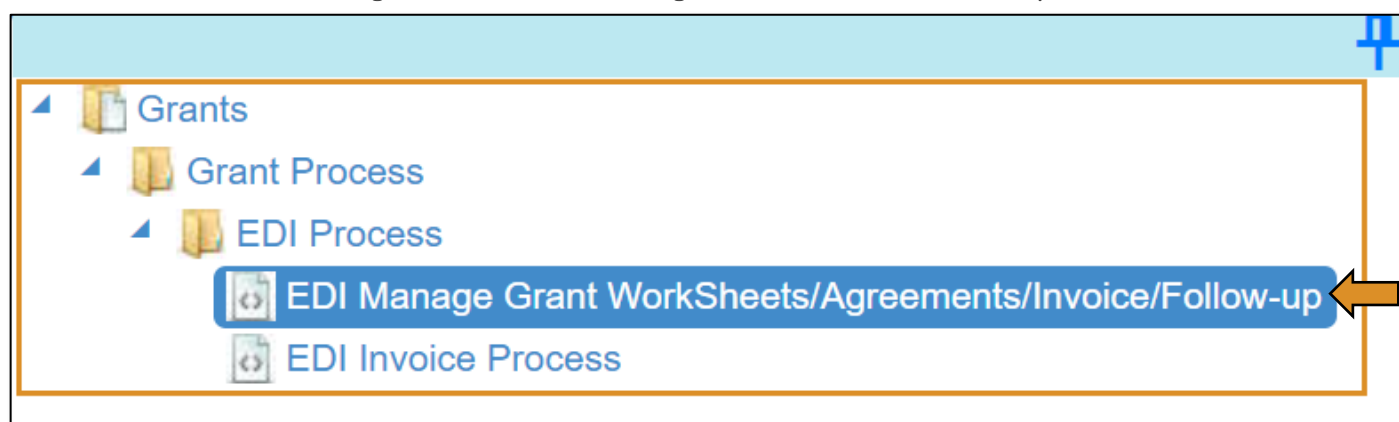 Grants
Grant Process
EDI Process
EDI Manage Grant WorkSheets/Agreements/Invoice/Follow-up
EDI Invoice Process